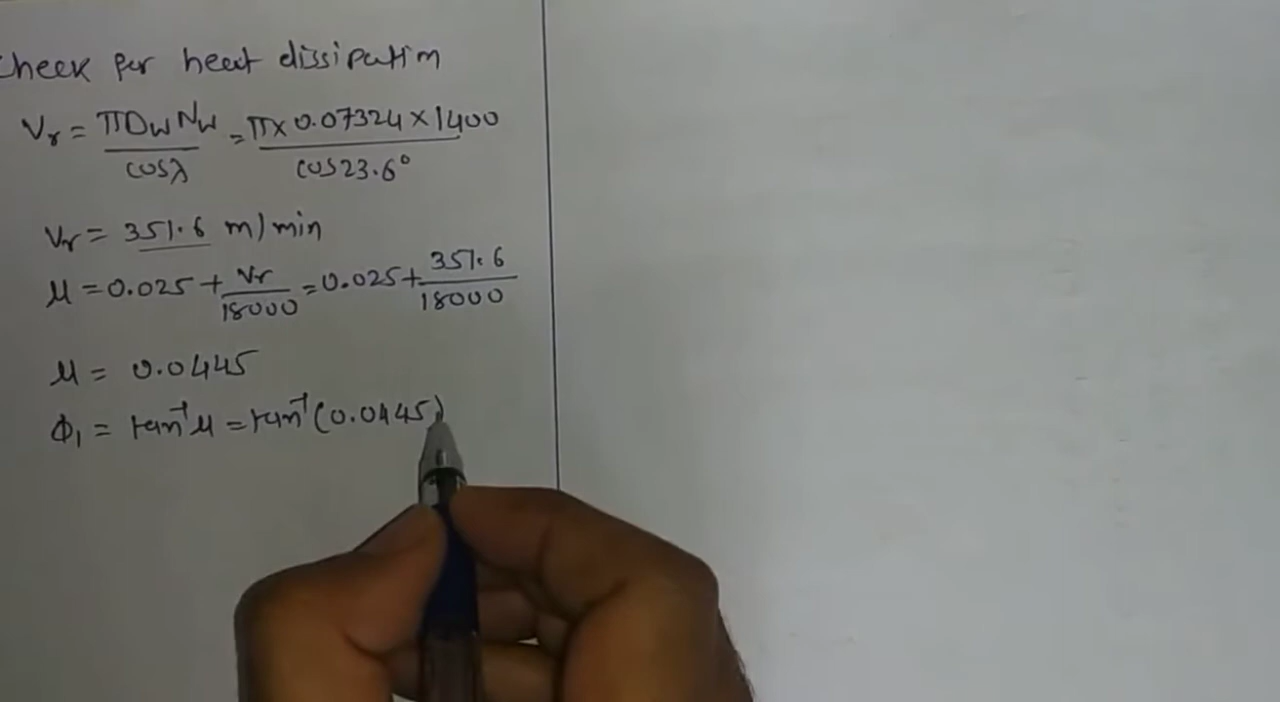 Check for heat dissipation
Vr = πDwNw/cosλ = π×0.07324×1400/cos23.6°
Vr = 351.6 m/min
μ = 0.025 + Vr/18000 = 0.025 + 351.6/18000
μ = 0.0445
Φ₁ = tan⁻¹μ = tan⁻¹(0.0445)